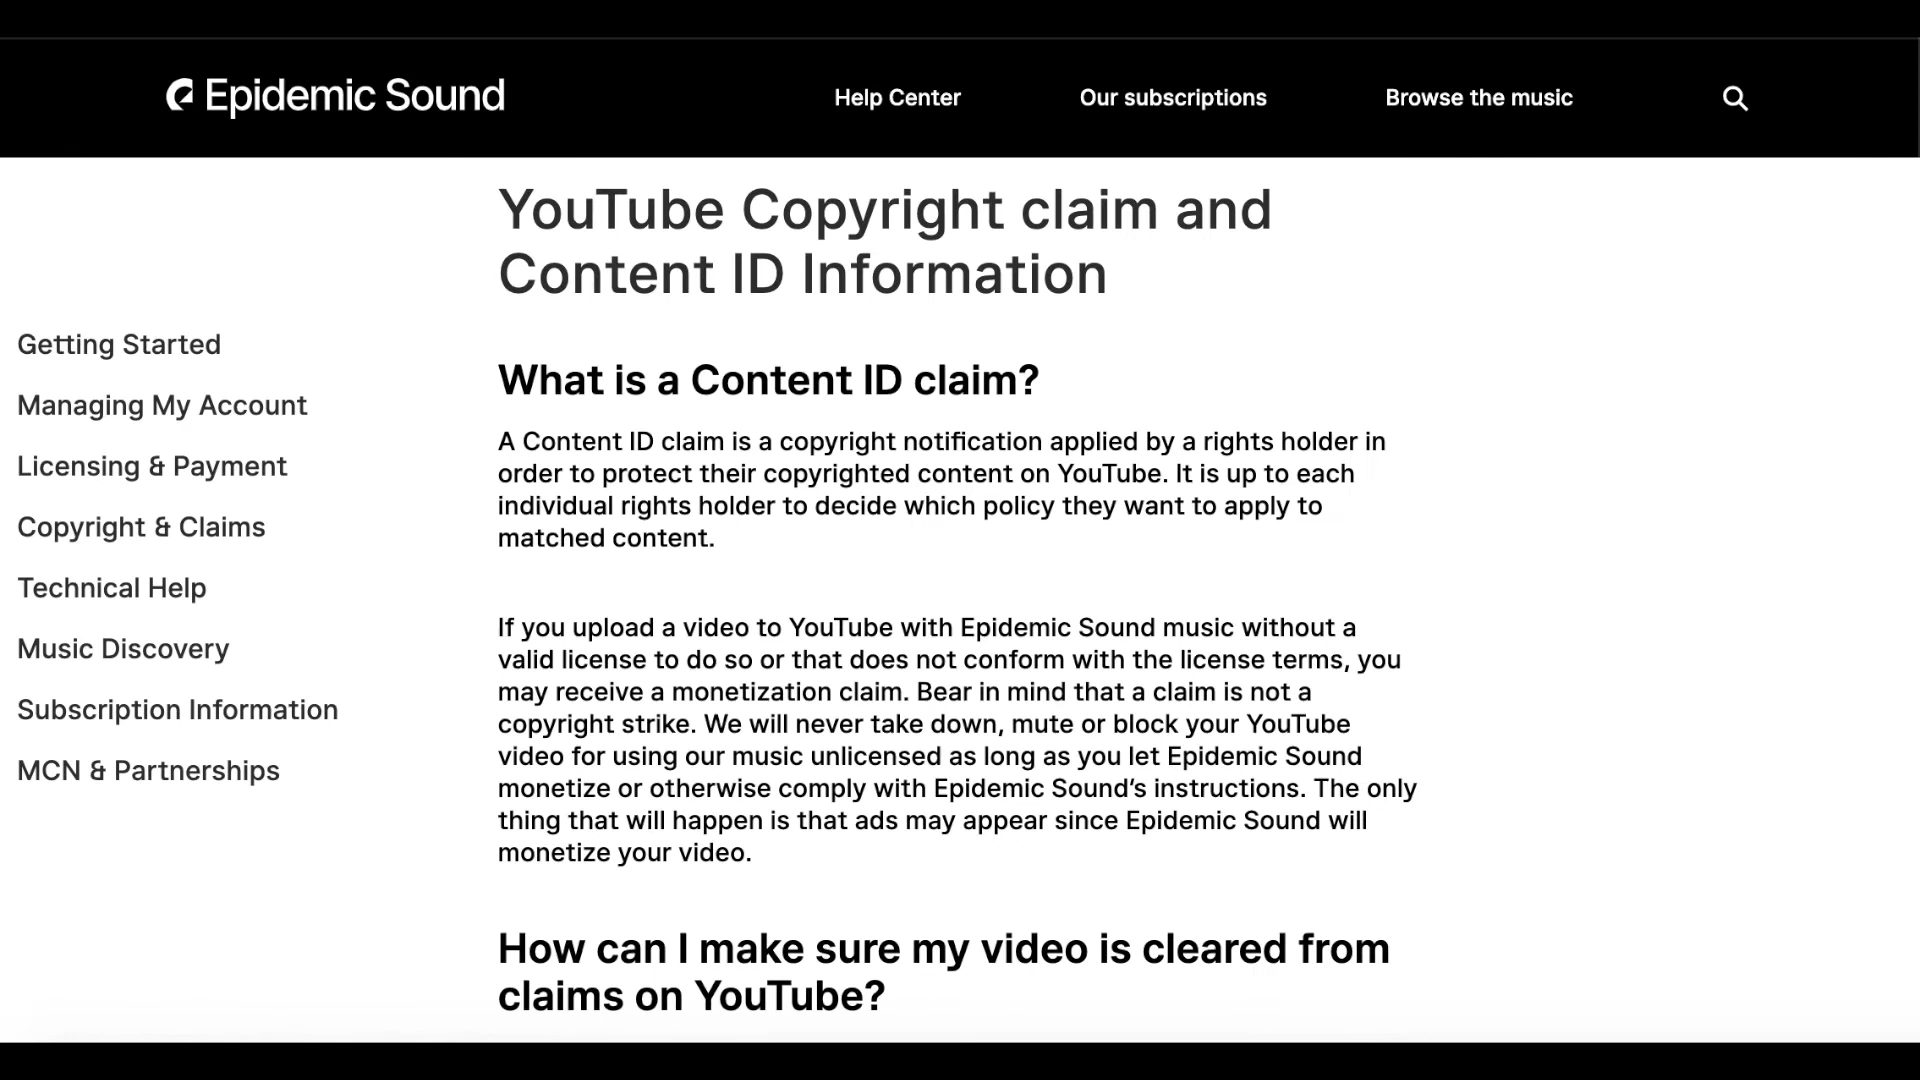 Epidemic Sound
Help Center
Our subscriptions
Browse the music
YouTube Copyright claim and
Content ID Information
Getting Started
Managing My Account
Licensing & Payment
Copyright & Claims
Technical Help
Music Discovery
Subscription Information
MCN & Partnerships
What is a Content ID claim?
A Content ID claim is a copyright notification applied by a rights holder in
order to protect their copyrighted content on YouTube. It is up to each
individual rights holder to decide which policy they want to apply to
matched content.
If you upload a video to YouTube with Epidemic Sound music without a
valid license to do so or that does not conform with the license terms, you
may receive a monetization claim. Bear in mind that a claim is not a
copyright strike. We will never take down, mute or block your YouTube
video for using our music unlicensed as long as you let Epidemic Sound
monetize or otherwise comply with Epidemic Sound’s instructions. The only
thing that will happen is that ads may appear since Epidemic Sound will
monetize your video.
How can I make sure my video is cleared from
claims on YouTube?